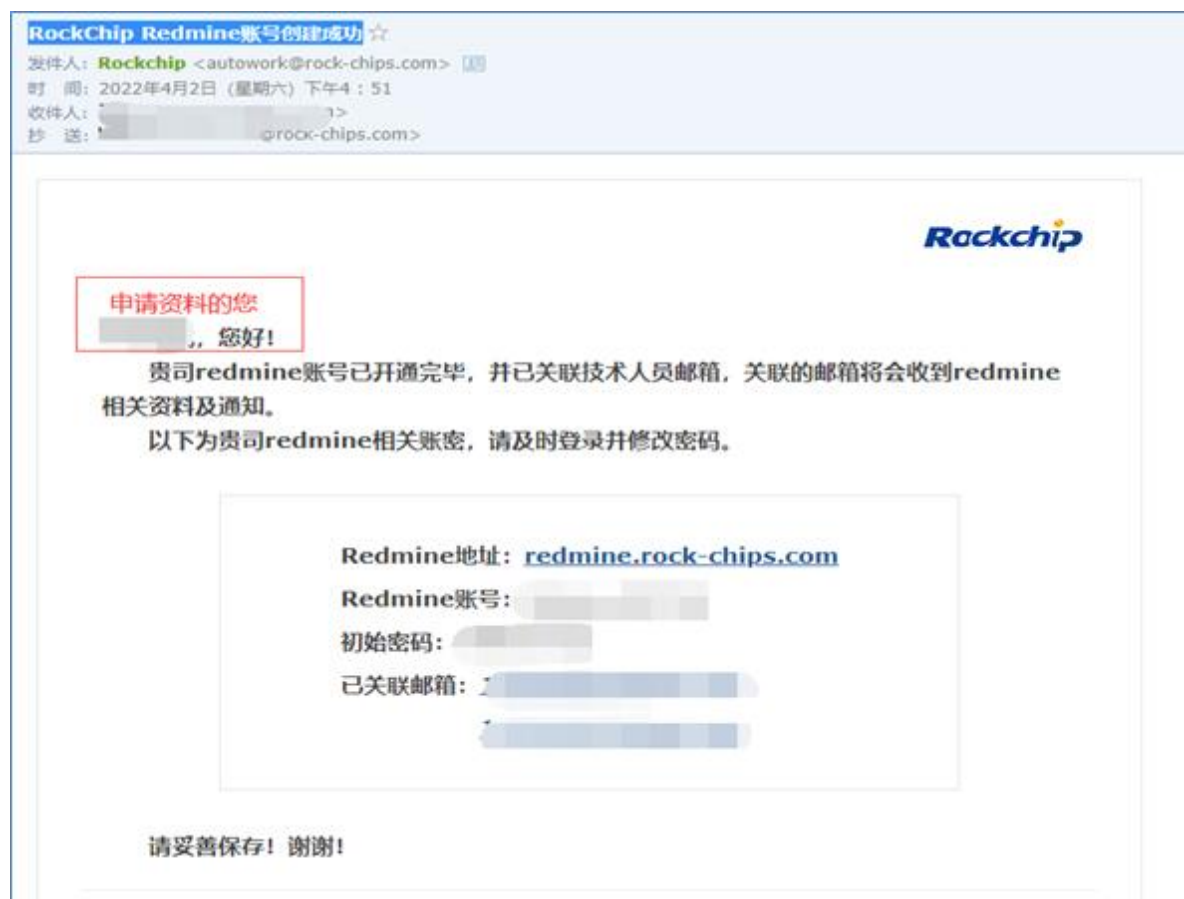 RockChip Redmine账号创建成功 ☆
发件人: Rockchip <autowork@rock-chips.com>
时 间: 2022年4月2日 (星期六) 下午4:51
收件人: >
抄 送: @rock-chips.com>
Rockchip
申请资料的您
,, 您好!
贵司redmine账号已开通完毕，并已关联技术人员邮箱，关联的邮箱将会收到redmine
相关资料及通知。
以下为贵司redmine相关账密，请及时登录并修改密码。
Redmine地址: redmine.rock-chips.com
Redmine账号:
初始密码:
已关联邮箱:
请妥善保存! 谢谢!